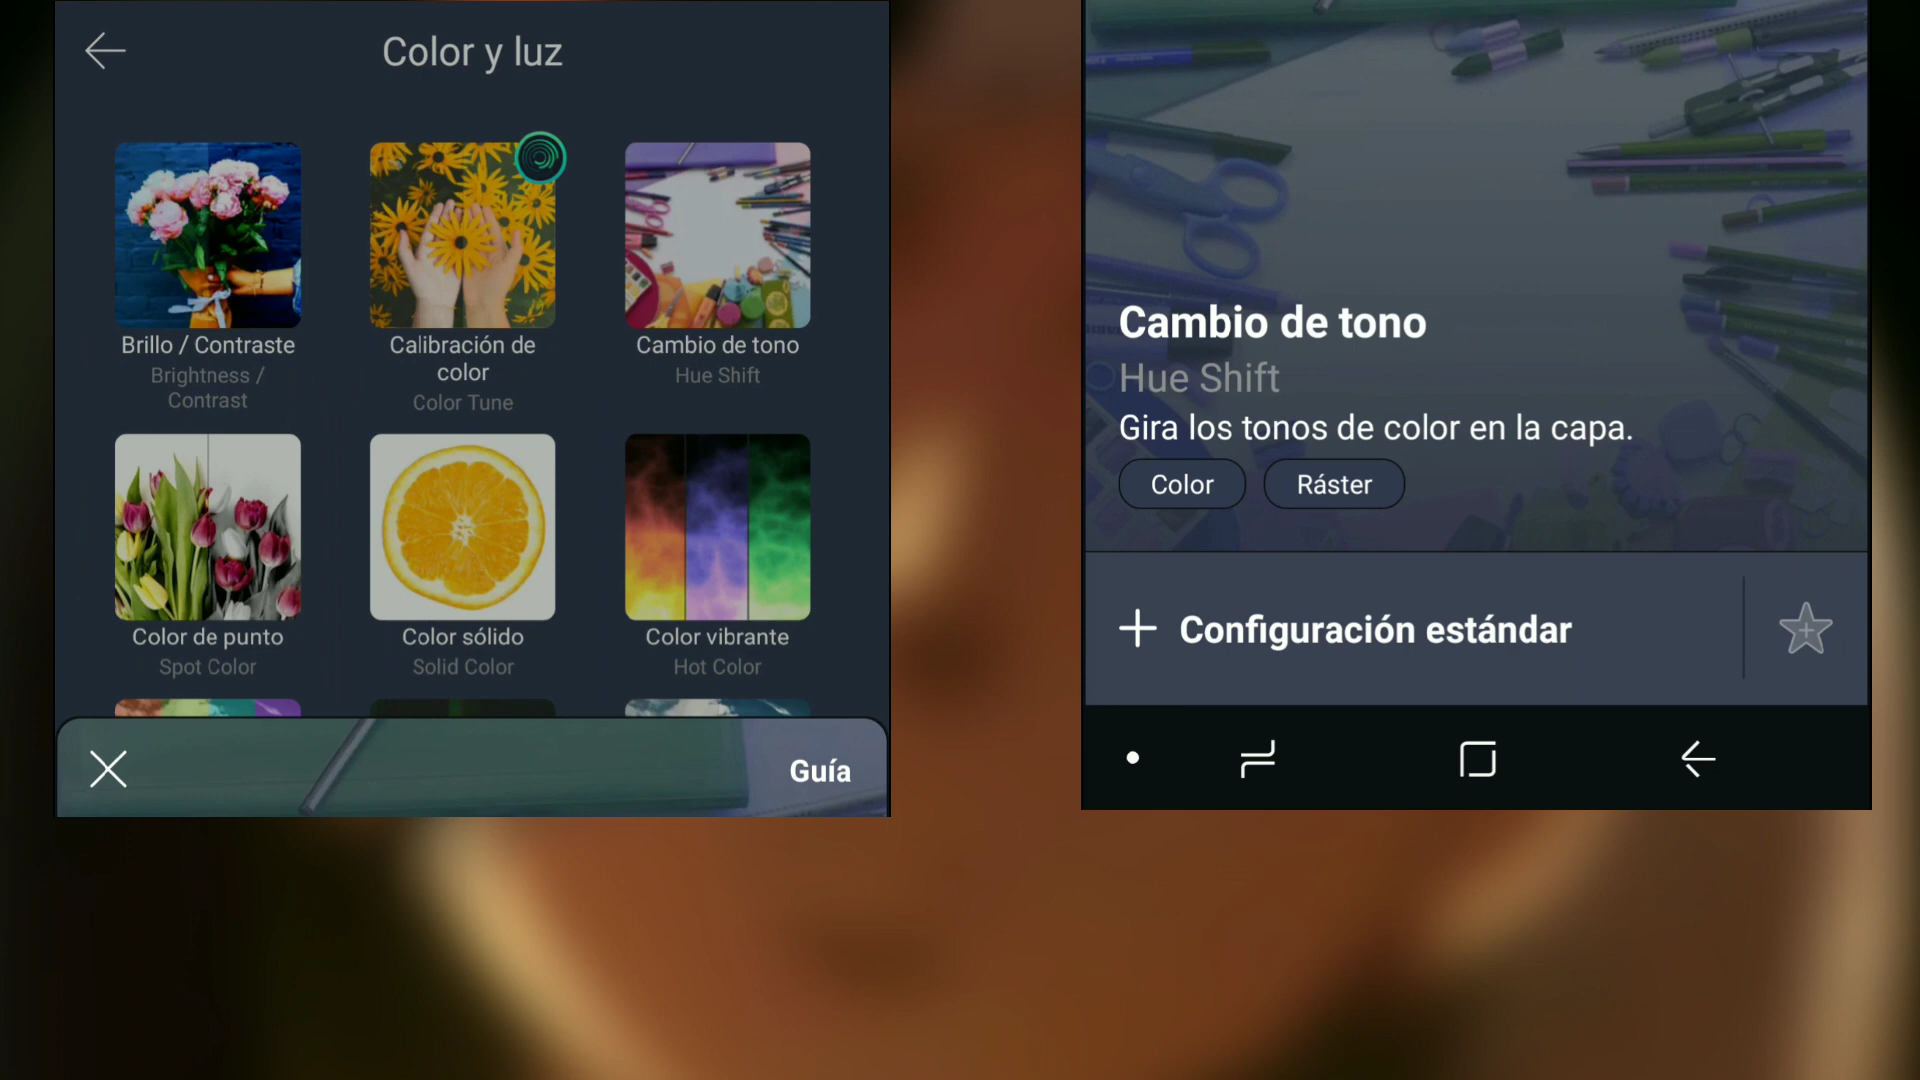 Color y luz
Brillo / Contraste
Brightness /
Contrast
Calibración de
color
Color Tune
Cambio de tono
Hue Shift
Color de punto
Spot Color
Color sólido
Solid Color
Color vibrante
Hot Color
Guía
Cambio de tono
Hue Shift
Gira los tonos de color en la capa.
Color
Ráster
Configuración estándar